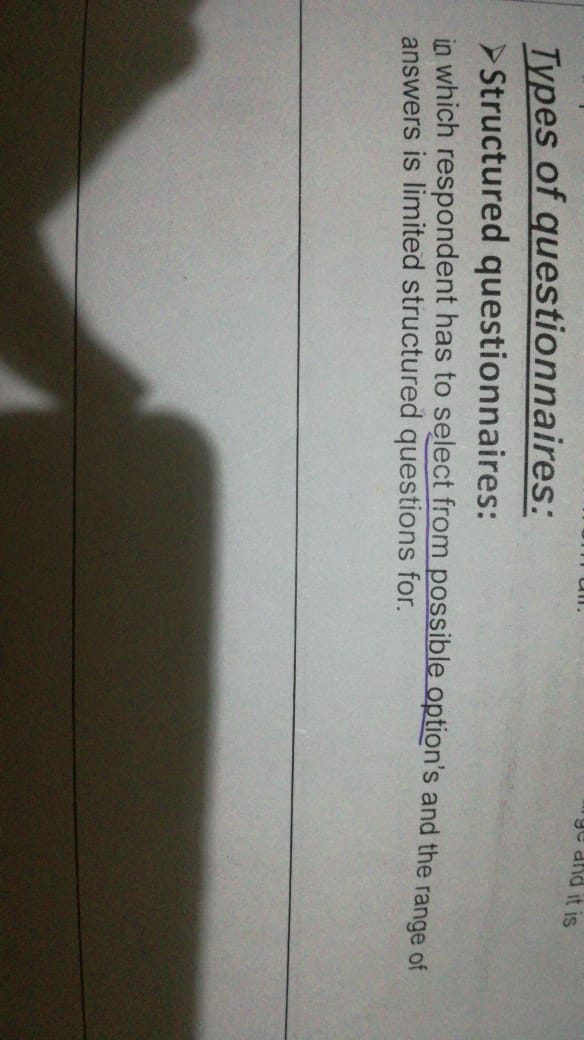 and it is
Types of questionnaires:
➢Structured questionnaires:
in which respondent has to select from possible option's and the range of
answers is limited structured questions for.